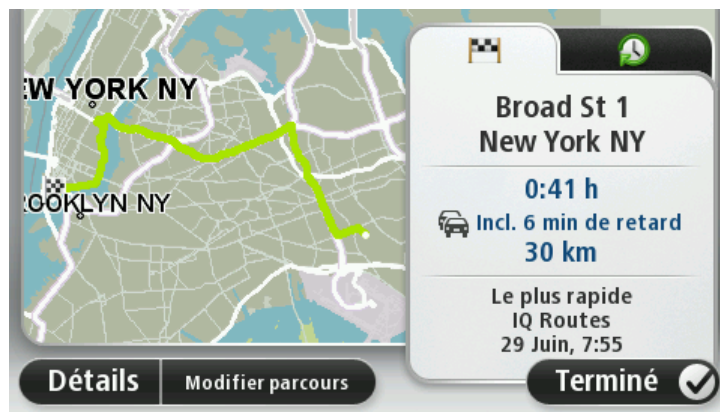 EW YORK NY
ROOKLYN NY
Broad St 1
New York NY
0:41 h
Incl. 6 min de retard
30 km
Le plus rapide
IQ Routes
29 Juin, 7:55
Détails
Modifier parcours
Terminé